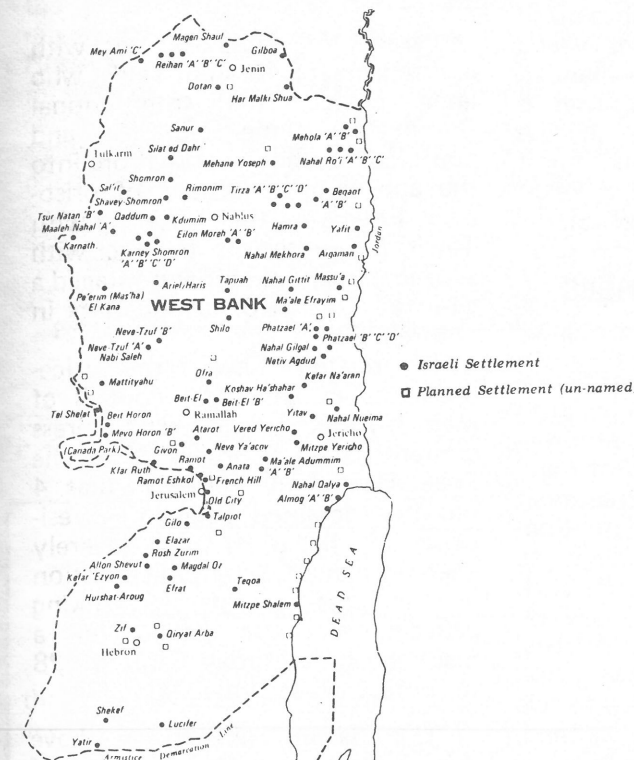 Magen Shaul
Mey Ami 'C'
Gilboa
Reihan 'A' 'B' 'C'
Jenin
Dotan
Har Malki Shua
Sanur
Mehola 'A' 'B'
Tulkarm
Silat ed Dahr
Mehane Yoseph
Nahal Ro'i 'A' 'B' 'C'
Shomron
Sal'it
Rimonim
Tirza 'A' 'B' 'C' 'D'
Beqaot
'A' 'B'
Shavey Shomron
Tsur Natan 'B'
Qaddum
Kdumim
Nablus
Maaleh Nahal 'A'
Hamra
Yafit
Karnath
Eilon Moreh 'A' 'B'
Karney Shomron
'A' 'B' 'C' 'D'
Nahal Mekhora
Argaman
Jordan
Ariel/Haris
Tapuah
Nahal Gittit
Massu'a
Pe'erim (Mas'ha)
El Kana
WEST BANK
Ma'ale Efrayim
Shilo
Neve-Tzuf 'B'
Phatzael 'A'
Phatzael 'B' 'C' 'D'
Neve-Tzuf 'A'
Nabi Saleh
Nahal Gilgal
Netiv Agdud
Israeli Settlement
Ofra
Kefar Na'aran
Mattityahu
Koshav Ha'shahar
Planned Settlement (un-named
Beit-El
Beit-El 'B'
Tel Shelat
Beit Horon
Ramallah
Yitav
Nahal Nueima
Mevo Horon 'B'
Atarot
Vered Yericho
Jericho
(Canada Park)
Givon
Neve Ya'acov
Mitzpe Yericho
Kfar Ruth
Ramot
Anata
Ma'ale Adummim
'A' 'B'
Ramot Eshkol
French Hill
Nahal Qalya
Jerusalem
Old City
Almog 'A' 'B'
Talpiot
Gilo
Elazar
Rosh Zurim
Allon Shevut
Magdal Oz
Kefar 'Ezyon
Efrat
Teqoa
Hurshat-Aroug
Mitzpe Shalem
DEAD SEA
Zif
Qiryat Arba
Hebron
Shekef
Lucifer
Yatir
Armistice Demarcation Line